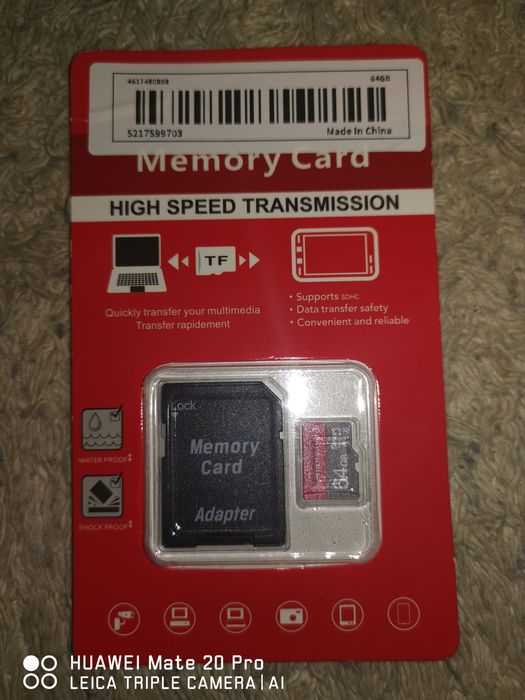 4617480898 64GB
5217599703 Made in China
Memory Card
HIGH SPEED TRANSMISSION
TF
Quickly transfer your multimedia
Transfer rapidement
• Supports SDHC
• Data transfer safety
• Convenient and reliable
Lock
Memory
Card
Adapter
64GB
WATER PROOF
SHOCK PROOF
HUAWEI Mate 20 Pro
LEICA TRIPLE CAMERA | AI